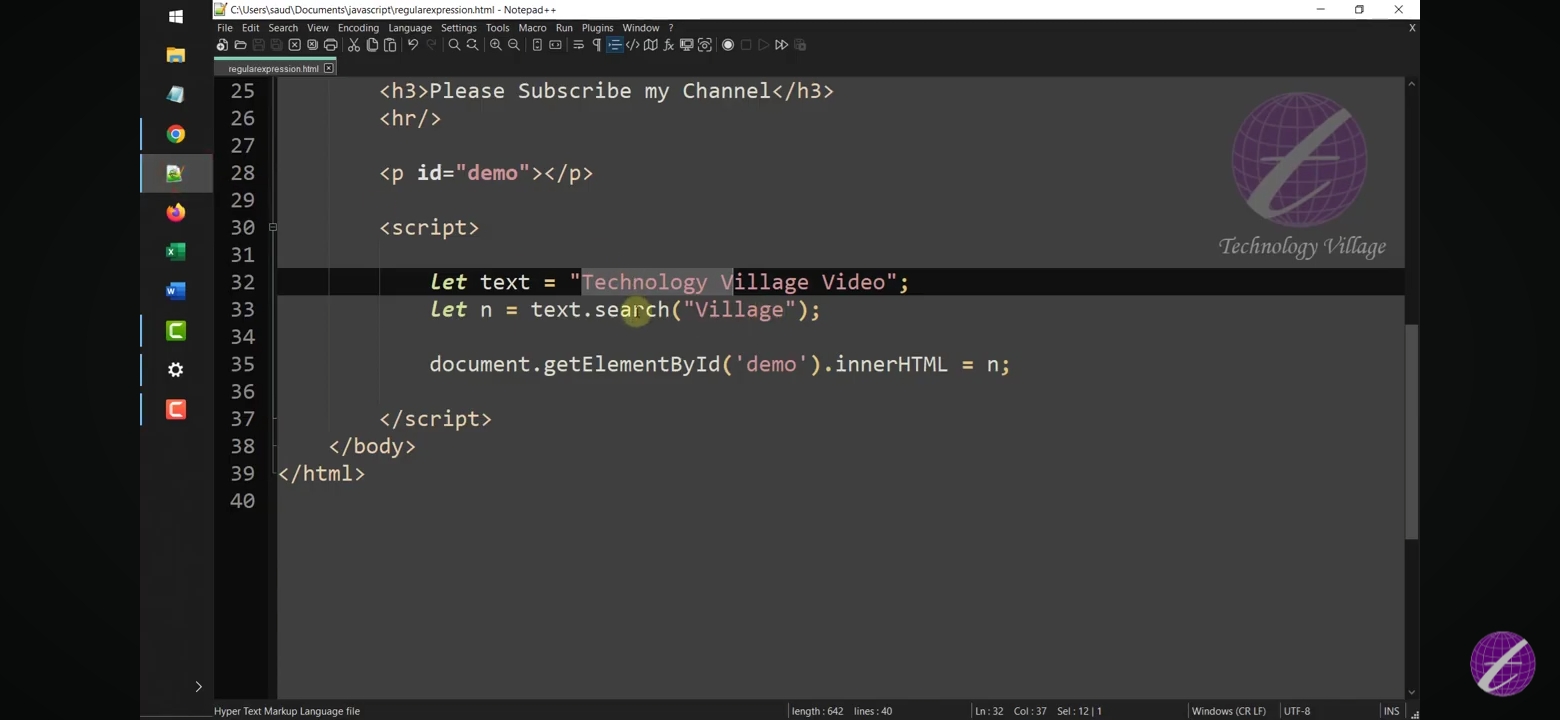 C:\Users\saud\Documents\javascript\regularexpression.html - Notepad++
File Edit Search View Encoding Language Settings Tools Macro Run Plugins Window ? X
regularexpression.html
25 <h3>Please Subscribe my Channel</h3>
26 <hr/>
27
28 <p id="demo"></p>
29
30 <script>
31
32 let text = "Technology Village Video";
33 let n = text.search("Village");
34
35 document.getElementById('demo').innerHTML = n;
36
37 </script>
38 </body>
39 </html>
40
Technology Village
Hyper Text Markup Language file length : 642 lines : 40 Ln : 32 Col : 37 Sel : 12 | 1 Windows (CR LF) UTF-8 INS